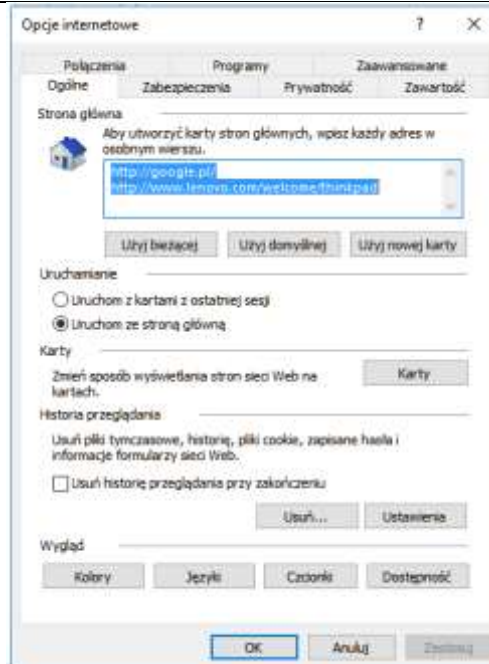 Opcje internetowe ? X
Połączenia Programy Zaawansowane
Ogólne Zabezpieczenia Prywatność Zawartość
Strona główna
Aby utworzyć karty stron głównych, wpisz każdy adres w
osobnym wierszu.
http://google.pl/
http://www.lenovo.com/welcome/thinkpad
Użyj bieżącej Użyj domyślnej Użyj nowej karty
Uruchamianie
Uruchom z kartami z ostatniej sesji
Uruchom ze stroną główną
Karty
Zmień sposób wyświetlania stron sieci Web na
kartach.
Karty
Historia przeglądania
Usuń pliki tymczasowe, historię, pliki cookie, zapisane hasła i
informacje formularzy sieci Web.
Usuń historię przeglądania przy zakończeniu
Usuń... Ustawienia
Wygląd
Kolory Języki Czcionki Dostępność
OK Anuluj Zastosuj